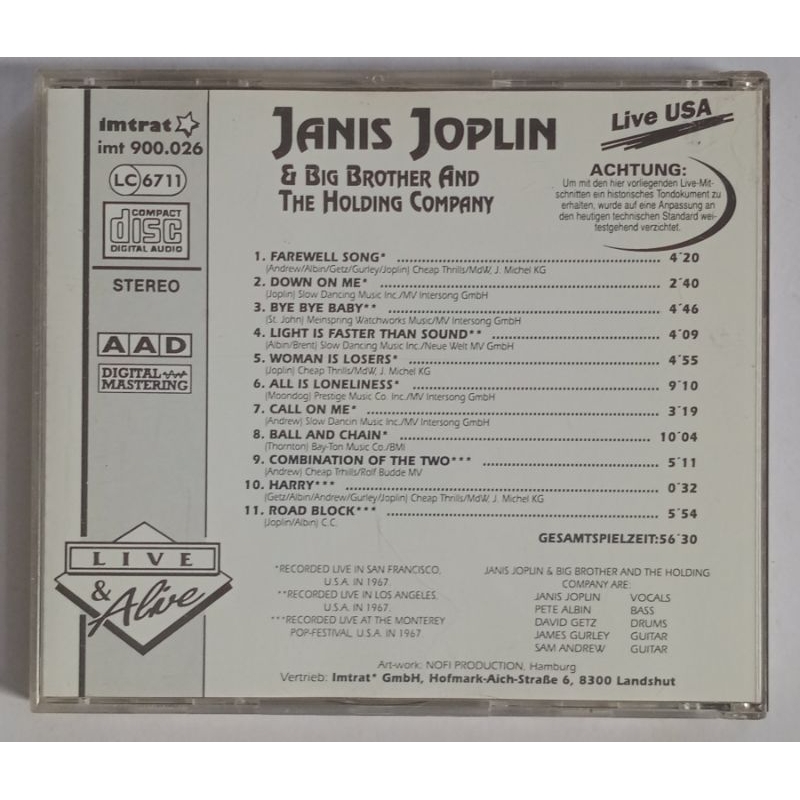 imtrat
imt 900.026
LC 6711
COMPACT
disc
DIGITAL AUDIO
STEREO
AAD
DIGITAL
MASTERING
LIVE
& Alive
JANIS JOPLIN
& BIG BROTHER AND
THE HOLDING COMPANY
Live USA
ACHTUNG:
Um mit den hier vorliegenden Live-Mit-
schnitten ein historisches Tondokument zu
erhalten, wurde auf eine Anpassung an
den heutigen technischen Standard wei-
testgehend verzichtet.
1. FAREWELL SONG* 4´20
(Andrew/Albin/Getz/Gurley/Joplin) Cheap Thrills/MdW, J. Michel KG
2. DOWN ON ME* 2´40
(Joplin) Slow Dancing Music Inc./MV Intersong GmbH
3. BYE BYE BABY** 4´46
(St. John) Meinspring Watchworks Music/MV Intersong GmbH
4. LIGHT IS FASTER THAN SOUND** 4´09
(Albin/Brent) Slow Dancing Music Inc./Neue Welt MV GmbH
5. WOMAN IS LOSERS* 4´55
(Joplin) Cheap Thrills/MdW, J. Michel KG
6. ALL IS LONELINESS* 9´10
(Moondog) Prestige Music Co. Inc./MV Intersong GmbH
7. CALL ON ME* 3´19
(Andrew) Slow Dancin Music Inc./MV Intersong GmbH
8. BALL AND CHAIN* 10´04
(Thornton) Bay-Ton Music Co./BMI
9. COMBINATION OF THE TWO*** 5´11
(Andrew) Cheap Trhills/Rolf Budde MV
10. HARRY*** 0´32
(Getz/Albin/Andrew/Gurley/Joplin) Cheap Thrills/MdW, J. Michel KG
11. ROAD BLOCK*** 5´54
(Joplin/Albin) C.C.
GESAMTSPIELZEIT:56´30
*RECORDED LIVE IN SAN FRANCISCO,
U.S.A. IN 1967.
**RECORDED LIVE IN LOS ANGELES,
U.S.A. IN 1967.
***RECORDED LIVE AT THE MONTEREY
POP-FESTIVAL, U.S.A. IN 1967
JANIS JOPLIN & BIG BROTHER AND THE HOLDING
COMPANY ARE:
JANIS JOPLIN VOCALS
PETE ALBIN BASS
DAVID GETZ DRUMS
JAMES GURLEY GUITAR
SAM ANDREW GUITAR
Art-work: NOFI PRODUCTION, Hamburg
Vertrieb: Imtrat* GmbH, Hofmark-Aich-Straße 6, 8300 Landshut